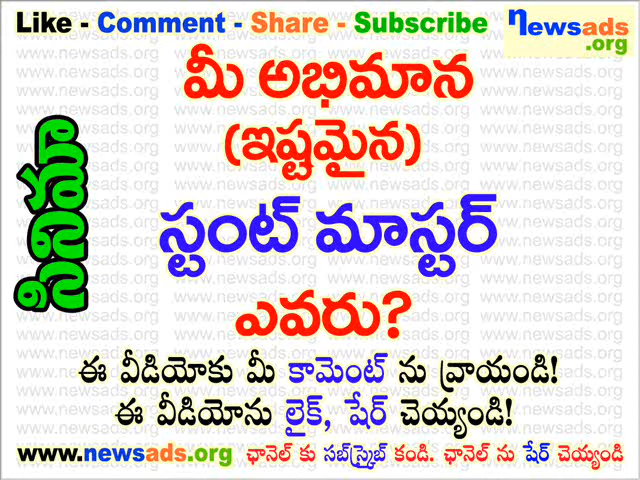 Like - Comment - Share - Subscribe
newsads
.org
మీ అభిమాన
(ఇష్టమైన)
సినిమా
స్టంట్ మాస్టర్
ఎవరు?
ఈ వీడియోకు మీ కామెంట్ ను వ్రాయండి!
ఈ వీడియోను లైక్, షేర్ చెయ్యండి!
www.newsads.org ఛానెల్ కు సబ్‌స్క్రైబ్ కండి. ఛానెల్ ను షేర్ చెయ్యండి